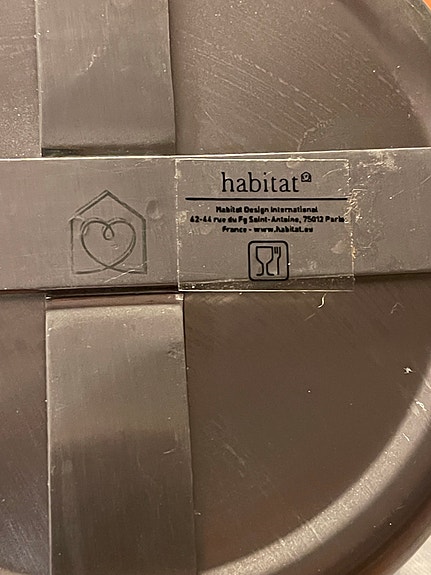 habitat
Habitat Design International
42-44 rue du Fg Saint-Antoine, 75012 Paris
France - www.habitat.eu